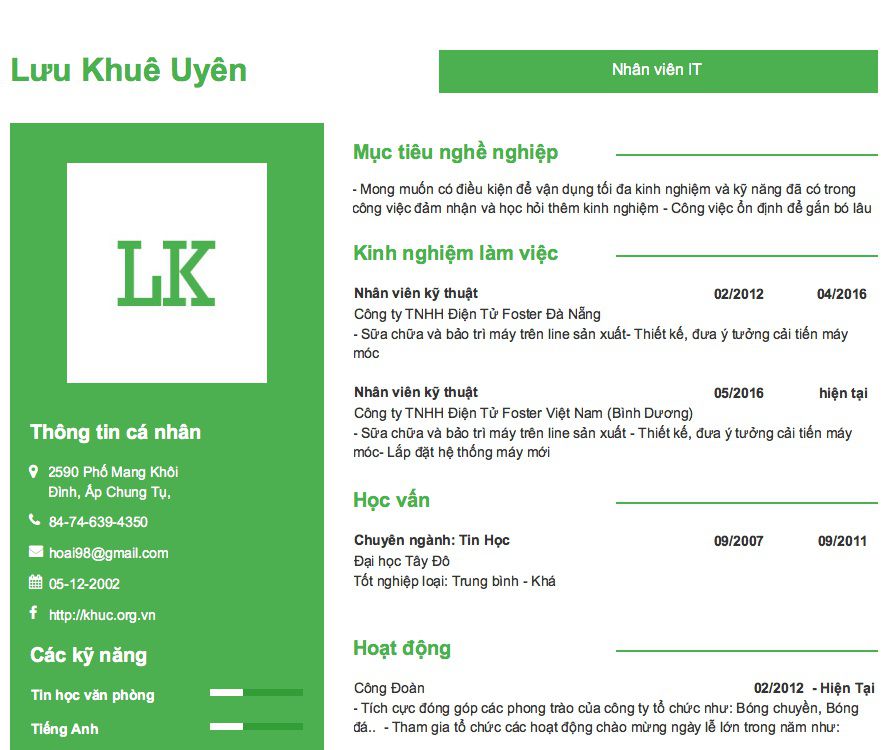 Lưu Khuê Uyên
Nhân viên IT
LK
Thông tin cá nhân
2590 Phố Mang Khôi
Đình, Ấp Chung Tụ,
84-74-639-4350
hoai98@gmail.com
05-12-2002
http://khuc.org.vn
Các kỹ năng
Tin học văn phòng
Tiếng Anh
Mục tiêu nghề nghiệp
- Mong muốn có điều kiện để vận dụng tối đa kinh nghiệm và kỹ năng đã có trong
công việc đảm nhận và học hỏi thêm kinh nghiệm - Công việc ổn định để gắn bó lâu
Kinh nghiệm làm việc
Nhân viên kỹ thuật 02/2012 04/2016
Công ty TNHH Điện Tử Foster Đà Nẵng
- Sữa chữa và bảo trì máy trên line sản xuất- Thiết kế, đưa ý tưởng cải tiến máy
móc
Nhân viên kỹ thuật 05/2016 hiện tại
Công ty TNHH Điện Tử Foster Việt Nam (Bình Dương)
- Sữa chữa và bảo trì máy trên line sản xuất - Thiết kế, đưa ý tưởng cải tiến máy
móc- Lắp đặt hệ thống máy mới
Học vấn
Chuyên ngành: Tin Học 09/2007 09/2011
Đại học Tây Đô
Tốt nghiệp loại: Trung bình - Khá
Hoạt động
Công Đoàn 02/2012 - Hiện Tại
- Tích cực đóng góp các phong trào của công ty tổ chức như: Bóng chuyền, Bóng
đá.. - Tham gia tổ chức các hoạt động chào mừng ngày lễ lớn trong năm như: